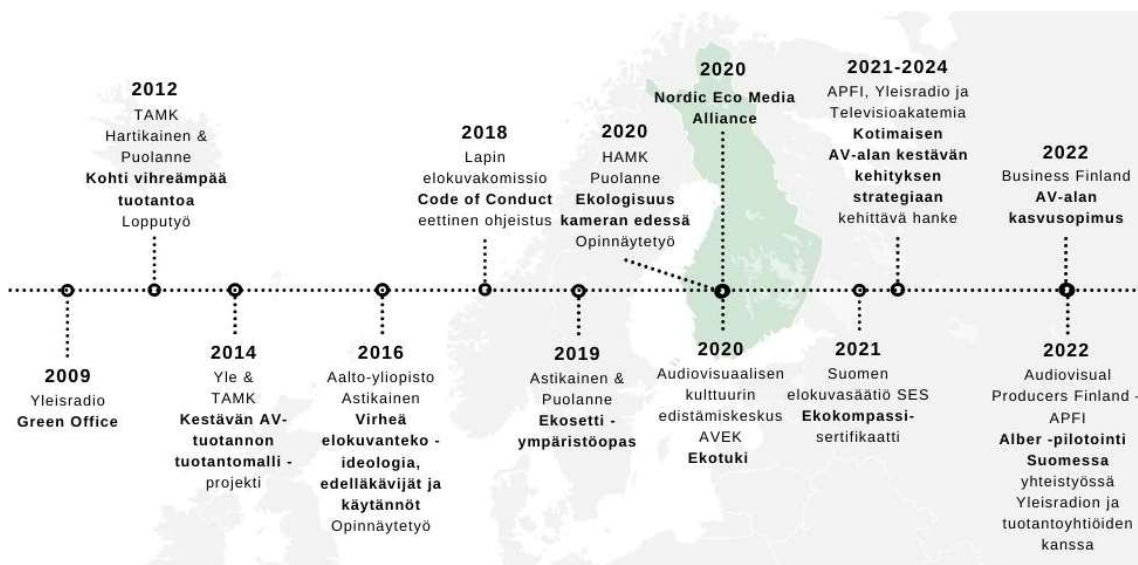 2009
Yleisradio
Green Office
2012
TAMK
Hartikainen &
Puolanne
Kohti vihreämpää
tuotantoa
Lopputyö
2014
Yle &
TAMK
Kestävän AV-
tuotannon
tuotantomalli -
projekti
2016
Aalto-yliopisto
Astikainen
Virheä
elokuvanteko -
ideologia,
edelläkävijät ja
käytännöt
Opinnäytetyö
2018
Lapin
elokuvakomissio
Code of Conduct
eettinen ohjeistus
2019
Astikainen &
Puolanne
Ekosetti -
ympäristöopas
2020
HAMK
Puolanne
Ekologisuus
kameran edessä
Opinnäytetyö
2020
Nordic Eco Media
Alliance
2020
Audiovisuaalisen
kulttuurin
edistämiskeskus
AVEK
Ekotuki
2021
Suomen
elokuvasäätiö SES
Ekokompassi-
sertifikaatti
2021-2024
APFI, Yleisradio ja
Televisioakatemia
Kotimaisen
AV-alan kestävän
kehityksen
strategiaan
kehittävä hanke
2022
Business Finland
AV-alan
kasvusopimus
2022
Audiovisual
Producers Finland -
APFI
Alber -pilotointi
Suomessa
yhteistyössä
Yleisradion ja
tuotantoyhtiöiden
kanssa